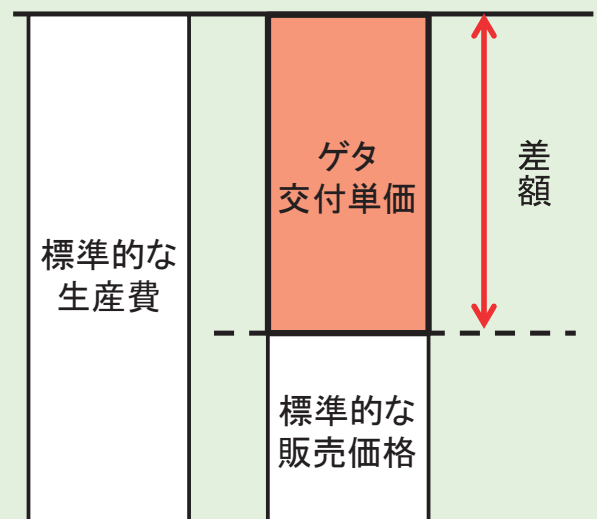 標準的な
生産費
ゲタ
交付単価
標準的な
販売価格
差額